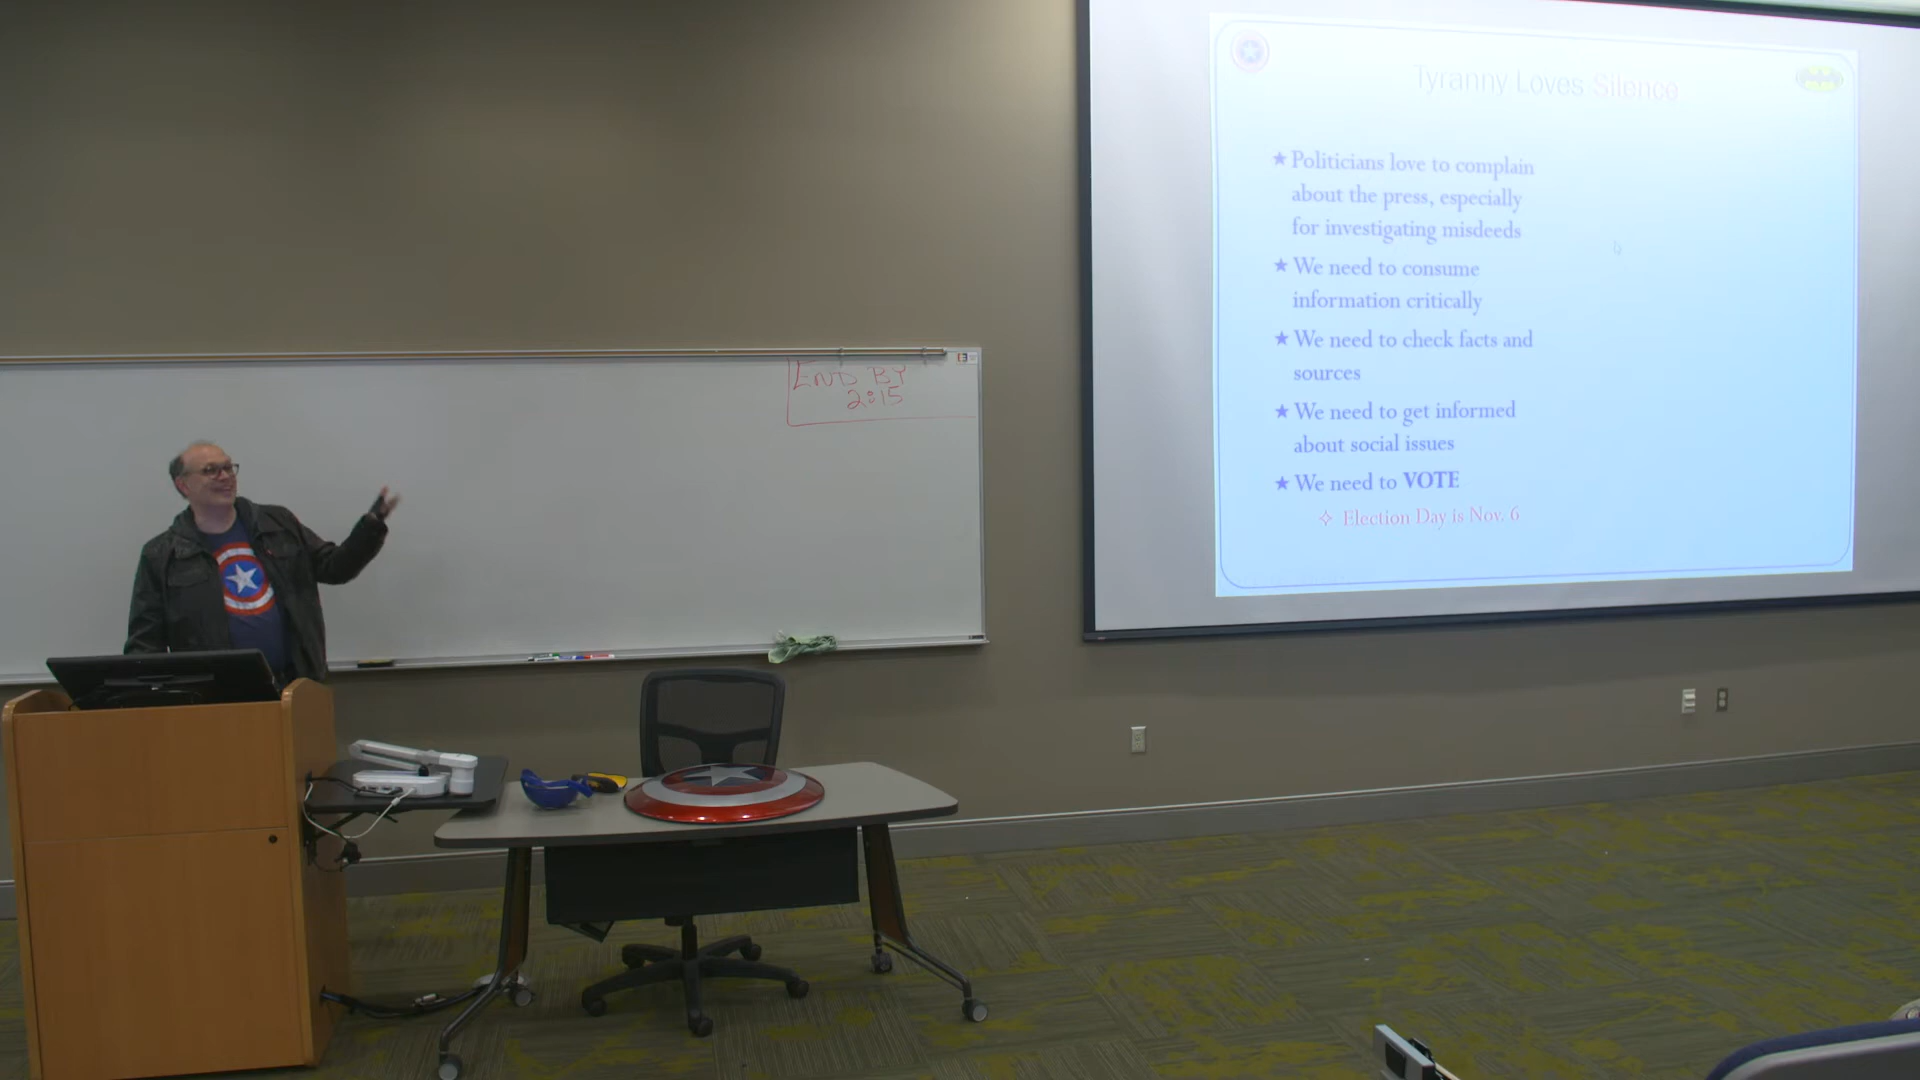 END BY
2:15
Tyranny Loves Silence
★ Politicians love to complain
about the press, especially
for investigating misdeeds
★ We need to consume
information critically
★ We need to check facts and
sources
★ We need to get informed
about social issues
★ We need to VOTE
✧ Election Day is Nov. 6